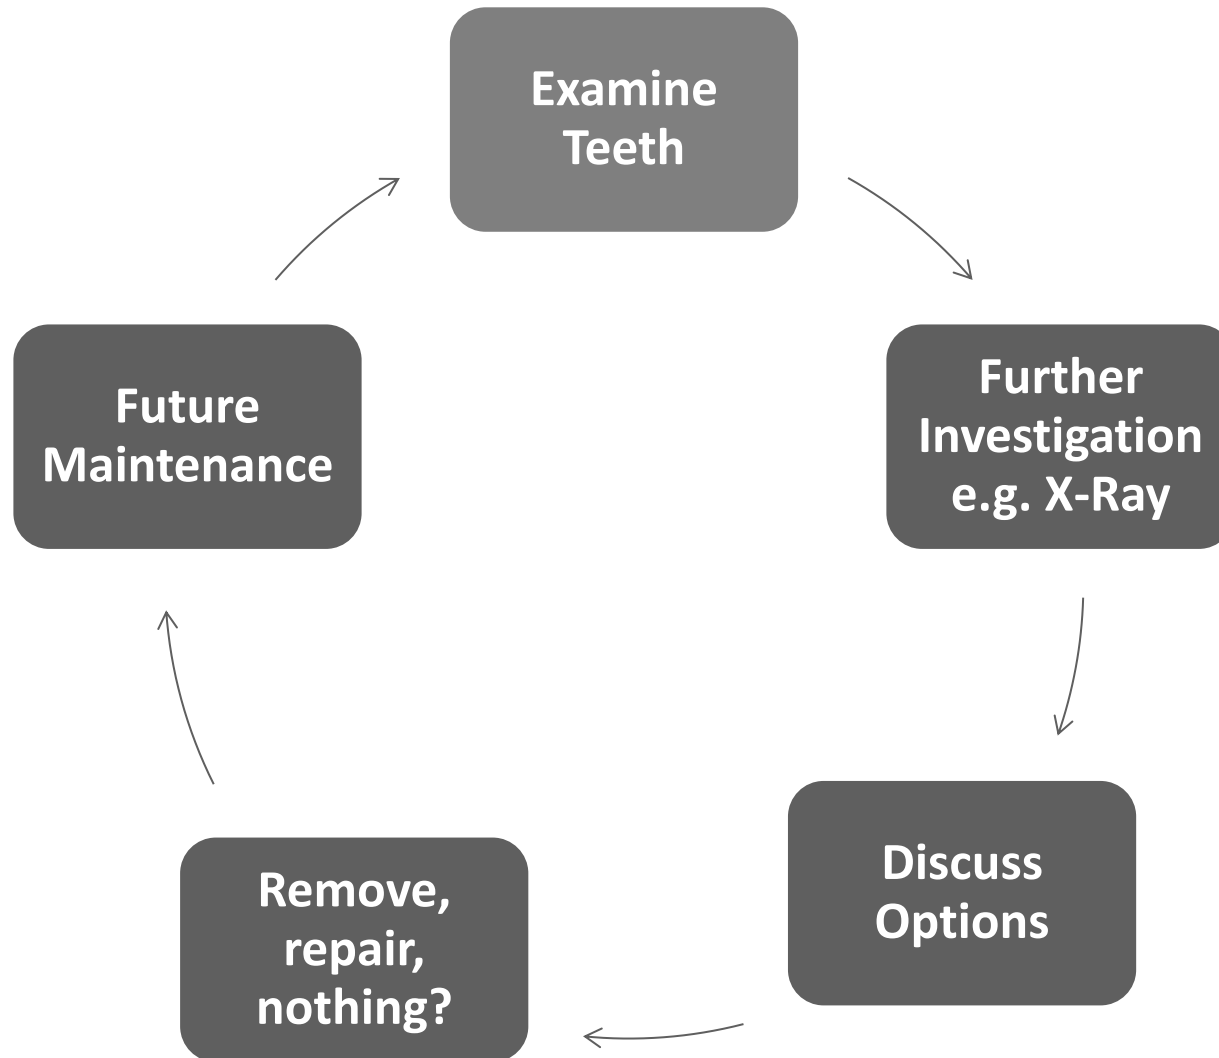 Examine
Teeth
Further
Investigation
e.g. X-Ray
Discuss
Options
Remove,
repair,
nothing?
Future
Maintenance